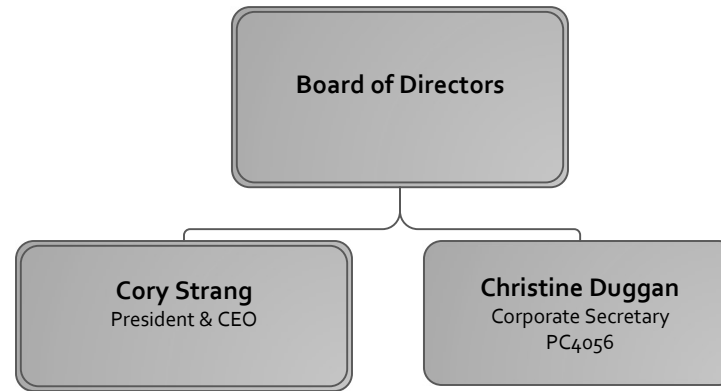 Board of Directors
Cory Strang
President & CEO
Christine Duggan
Corporate Secretary
PC4056